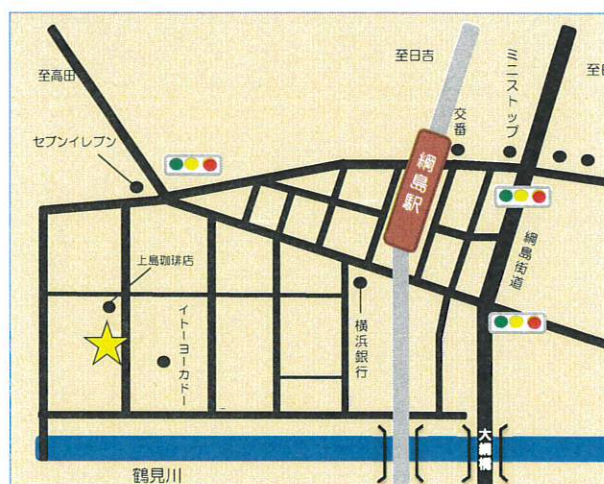 至高田
至日吉
ミニストップ
交番
セブンイレブン
綱島駅
綱島街道
上島珈琲店
イトーヨーカドー
横浜銀行
大綱橋
鶴見川